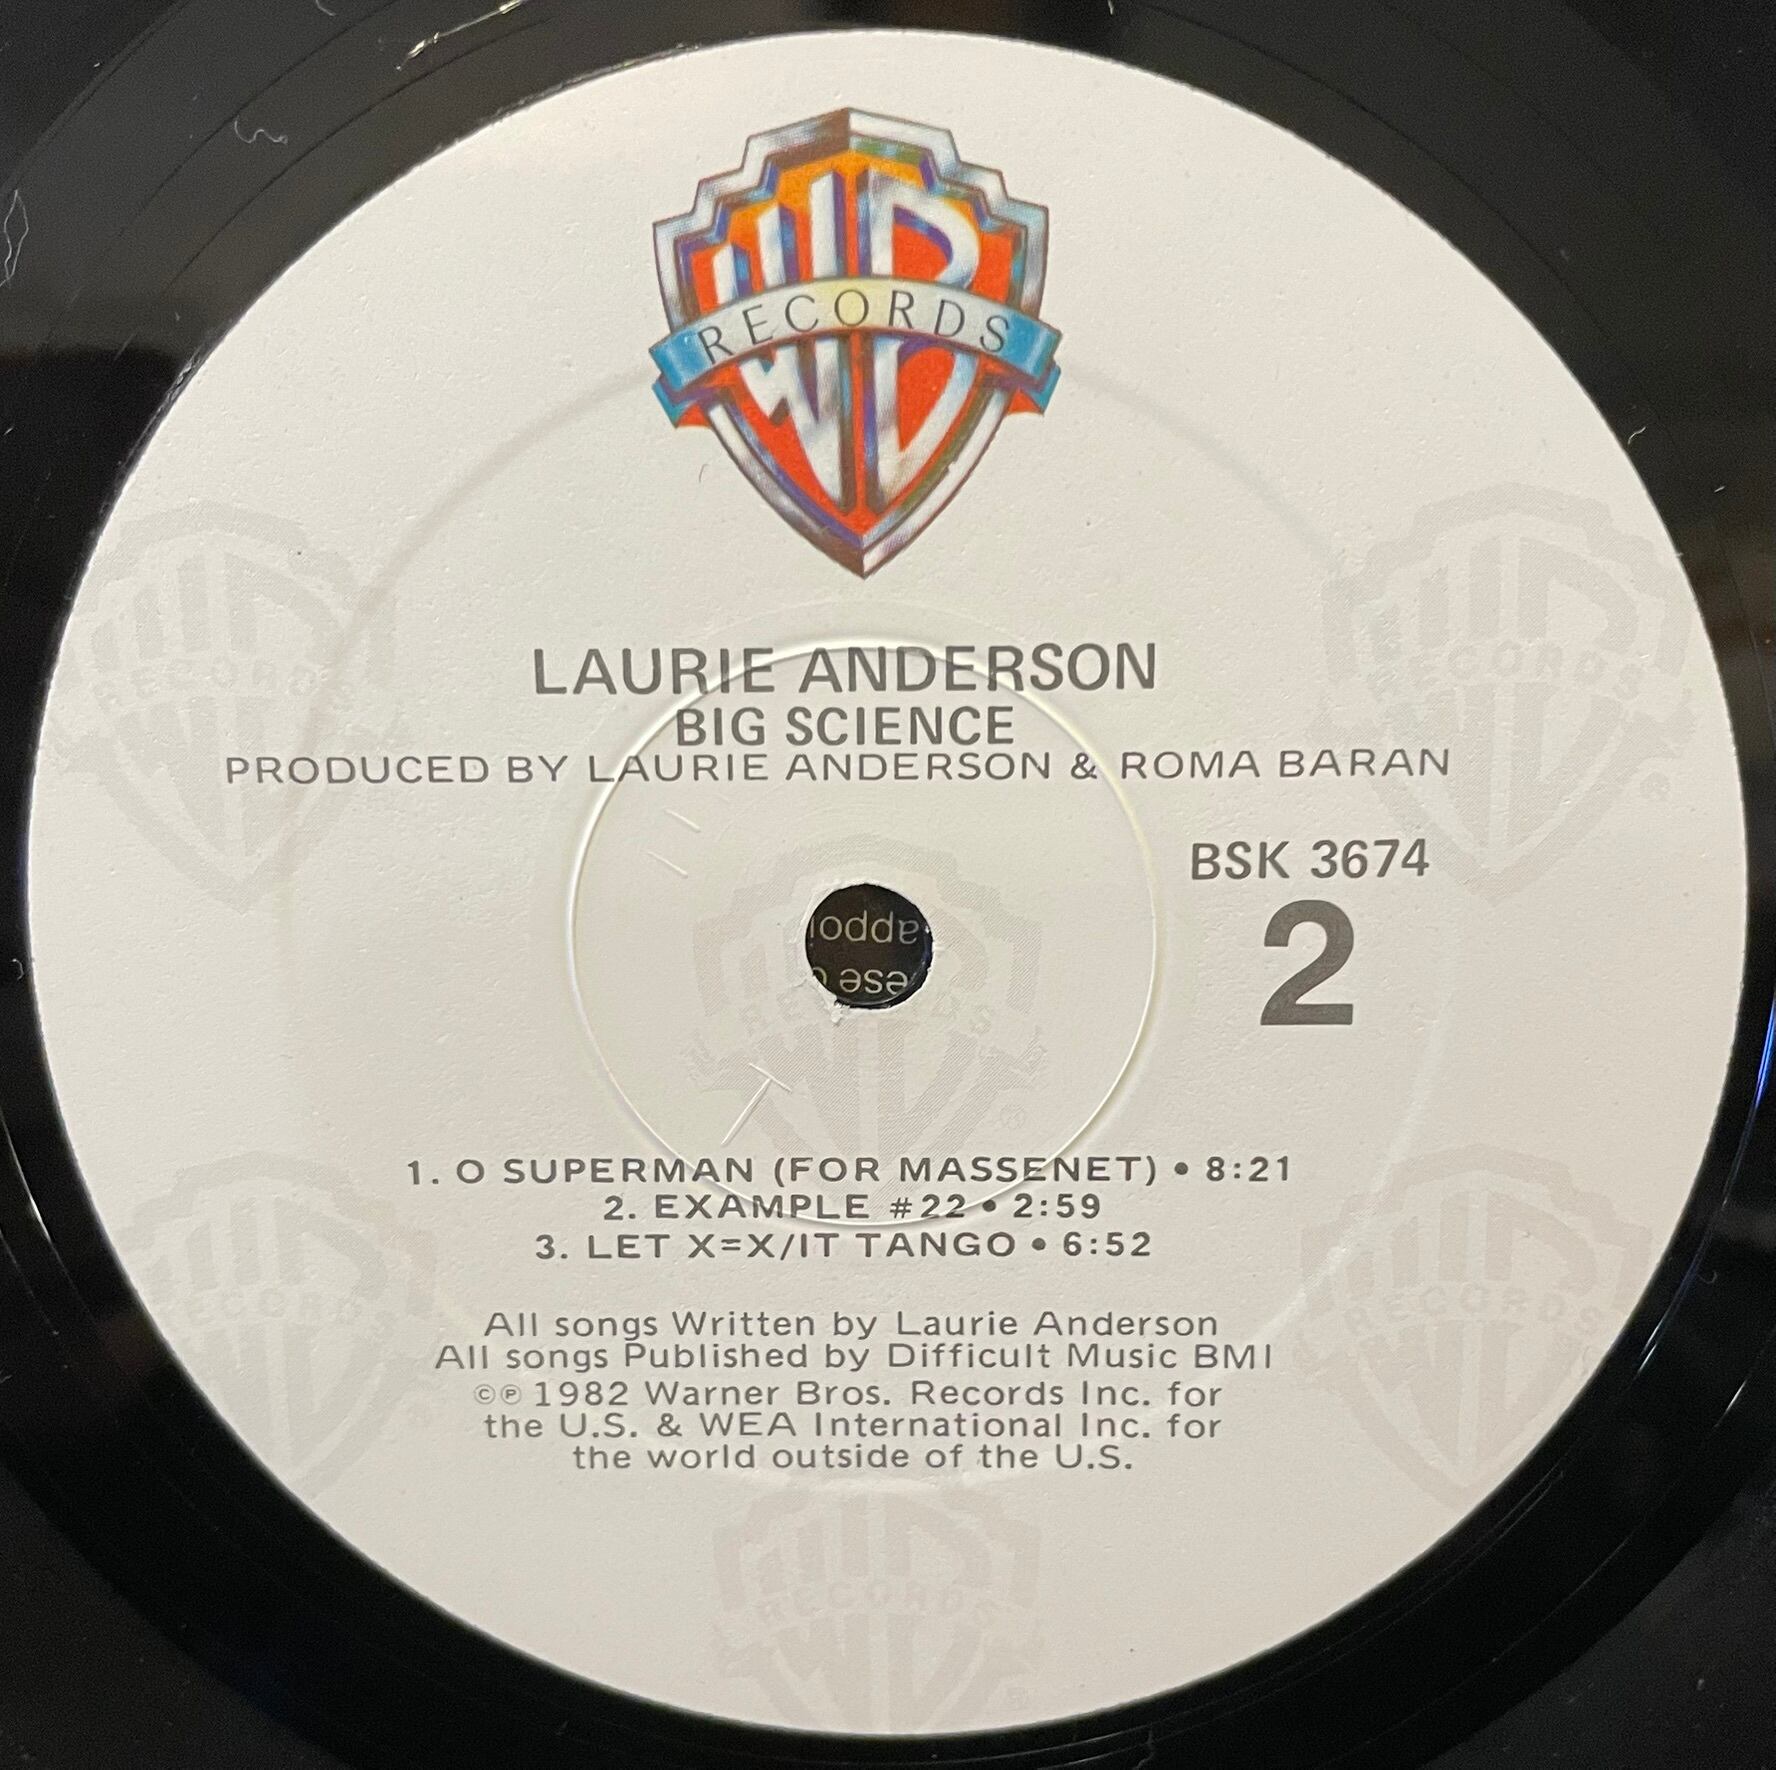 WB
RECORDS
LAURIE ANDERSON
BIG SCIENCE
PRODUCED BY LAURIE ANDERSON & ROMA BARAN
BSK 3674
2
1. O SUPERMAN (FOR MASSENET) • 8:21
2. EXAMPLE #22 • 2:59
3. LET X=X/IT TANGO • 6:52
All songs Written by Laurie Anderson
All songs Published by Difficult Music BMI
©℗ 1982 Warner Bros. Records Inc. for
the U.S. & WEA International Inc. for
the world outside of the U.S.